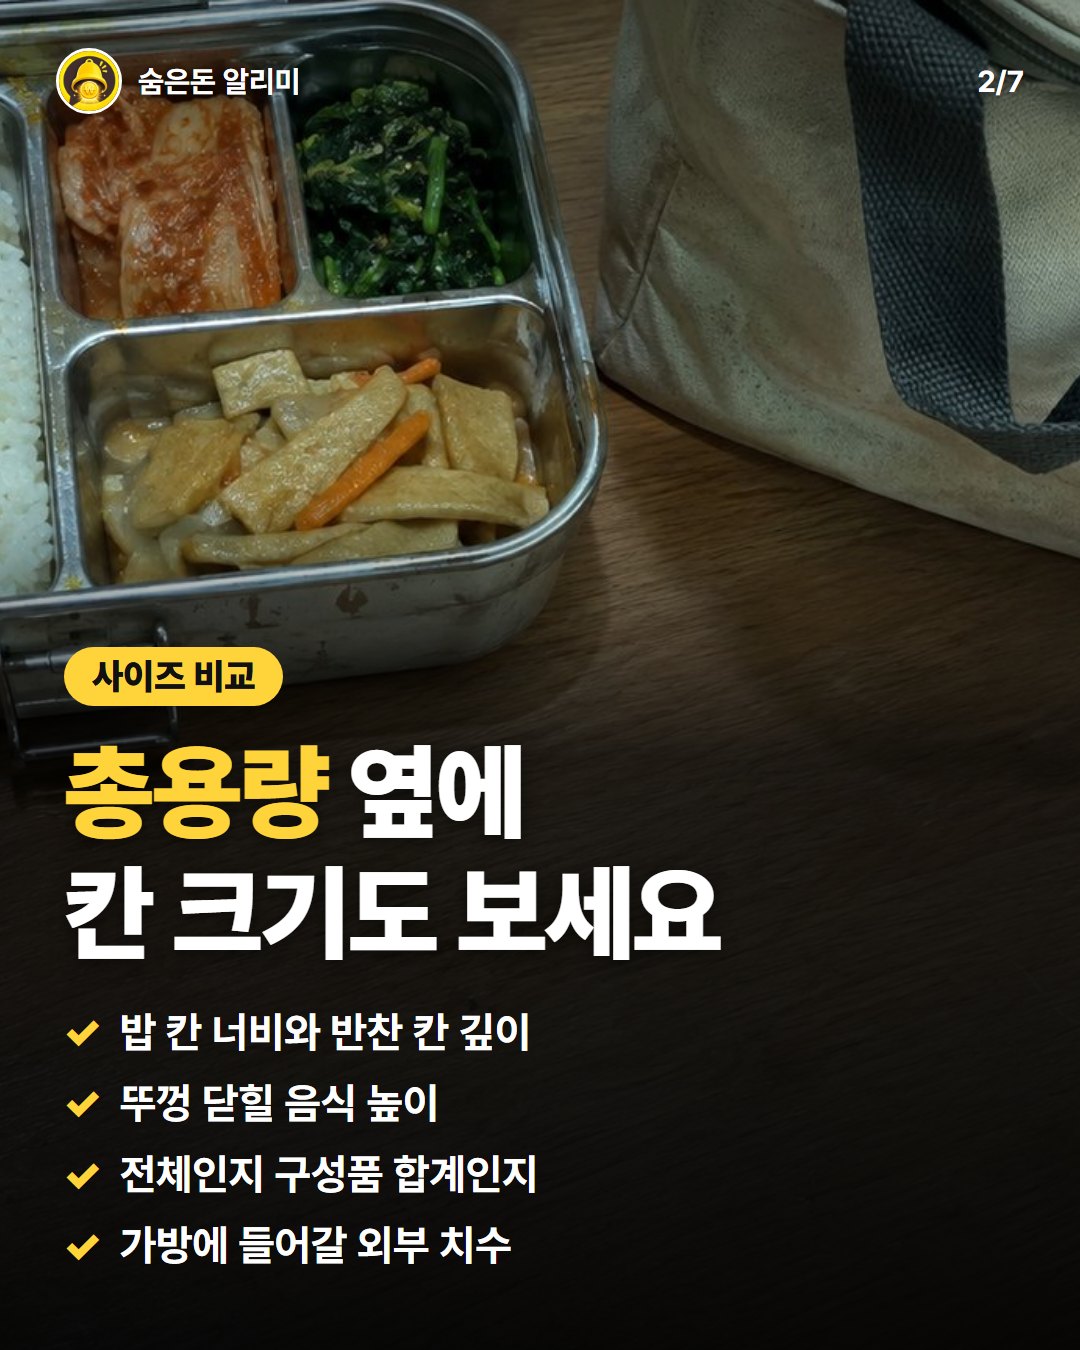 숨은돈 알리미
2/7
사이즈 비교
총용량 옆에
칸 크기도 보세요
밥 칸 너비와 반찬 칸 깊이
뚜껑 닫힐 음식 높이
전체인지 구성품 합계인지
가방에 들어갈 외부 치수